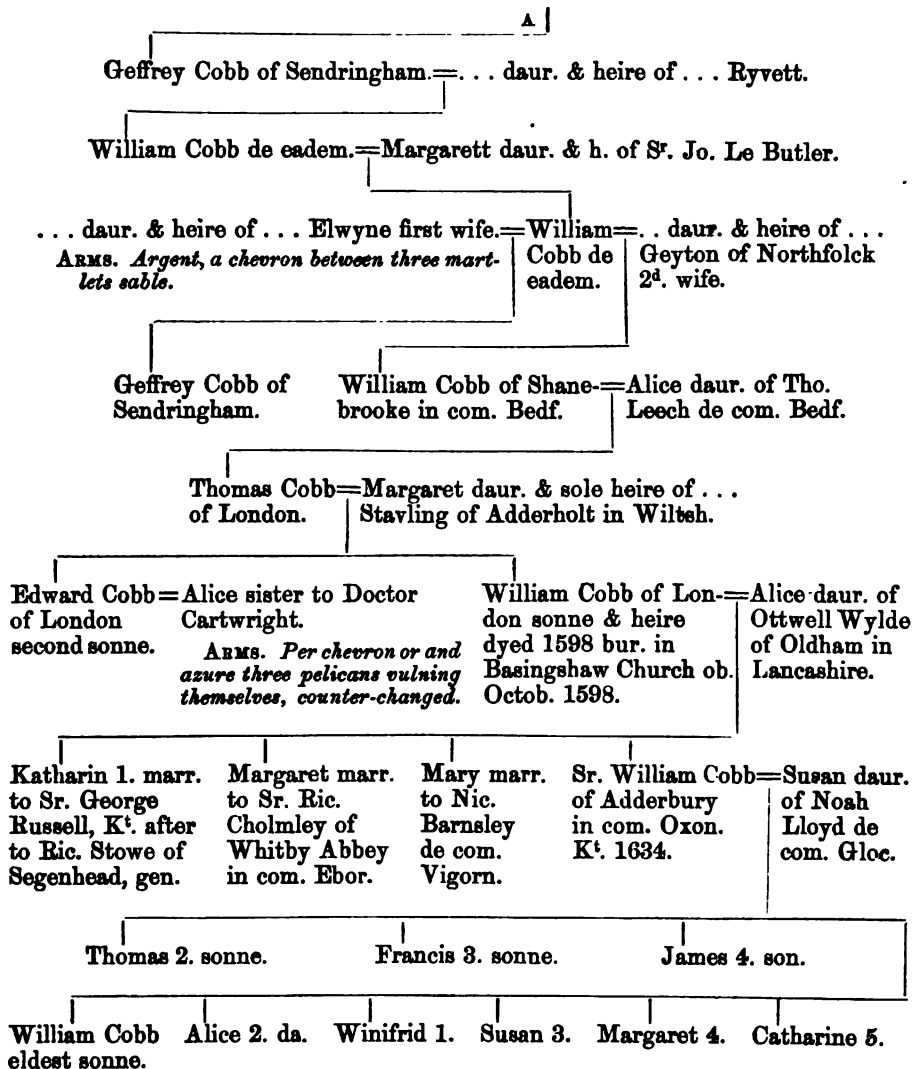 A
Geffrey Cobb of Sendringham.=... daur. & heire of ... Ryvett.
William Cobb de eadem.=Margarett daur. & h. of Sr. Jo. Le Butler.
... daur. & heire of ... Elwyne first wife.=William=.. daur. & heire of ...
ARMS. Argent, a chevron between three mart-
lets sable.
Cobb de
eadem.
Geyton of Northfolck
2d. wife.
Geffrey Cobb of
Sendringham.
William Cobb of Shane-=Alice daur. of Tho.
brooke in com. Bedf.
Leech de com. Bedf.
Thomas Cobb=Margaret daur. & sole heire of ...
of London.
Stavling of Adderholt in Wiltsh.
Edward Cobb=Alice sister to Doctor
of London
second sonne.
Cartwright.
ARMS. Per chevron or and
azure three pelicans vulning
themselves, counter-changed.
William Cobb of Lon-=Alice daur. of
don sonne & heire
dyed 1598 bur. in
Basingshaw Church ob.
Octob. 1598.
Ottwell Wylde
of Oldham in
Lancashire.
Katharin 1. marr.
to Sr. George
Russell, Kt. after
to Ric. Stowe of
Segenhead, gen.
Margaret marr.
to Sr. Ric.
Cholmley of
Whitby Abbey
in com. Ebor.
Mary marr.
to Nic.
Barnsley
de com.
Vigorn.
Sr. William Cobb=Susan daur.
of Adderbury
in com. Oxon.
Kt. 1634.
of Noah
Lloyd de
com. Gloc.
Thomas 2. sonne.
Francis 3. sonne.
James 4. son.
William Cobb
eldest sonne.
Alice 2. da.
Winifrid 1.
Susan 3.
Margaret 4.
Catharine 5.